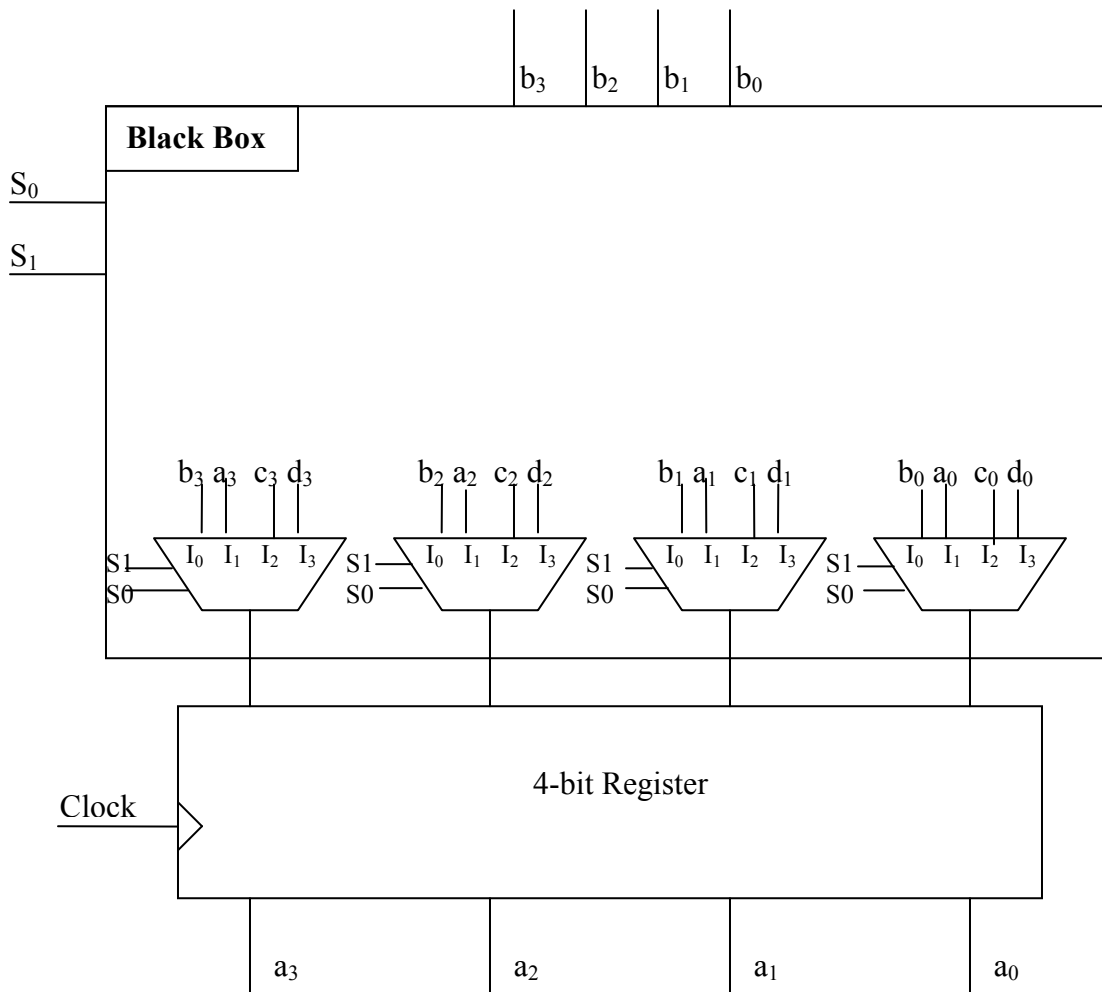 b₃ b₂ b₁ b₀
Black Box
S₀
S₁
b₃ a₃ c₃ d₃ b₂ a₂ c₂ d₂ b₁ a₁ c₁ d₁ b₀ a₀ c₀ d₀
I₀ I₁ I₂ I₃ I₀ I₁ I₂ I₃ I₀ I₁ I₂ I₃ I₀ I₁ I₂ I₃
S1 S1 S1 S1
S0 S0 S0 S0
4-bit Register
Clock
a₃ a₂ a₁ a₀